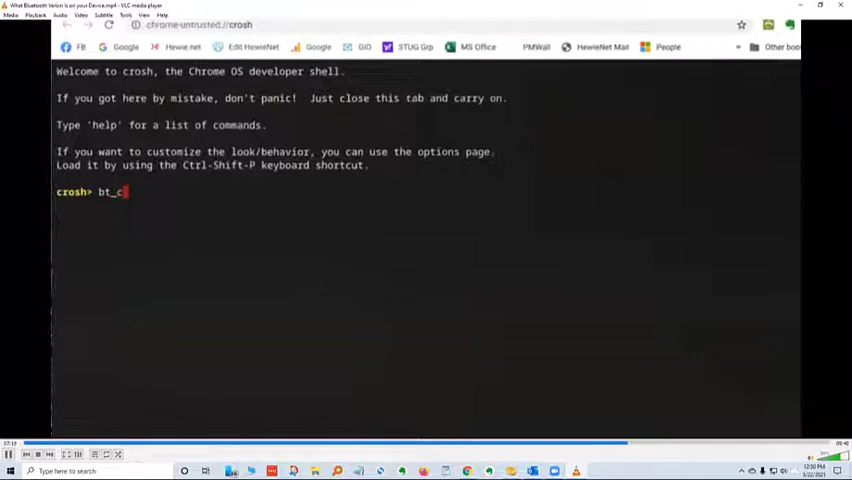 What Bluetooth Verion is on your Device.mp4 - VLC media player
Media Playback Audio Video Subtitle Tools View Help
chrome-untrusted://crosh
FB Google Hewie.net Edit HewieNet Google GIO STUG Grp MS Office PMWall HewieNet Mail People » Other boo
Welcome to crosh, the Chrome OS developer shell.
If you got here by mistake, don't panic! Just close this tab and carry on.
Type 'help' for a list of commands.
If you want to customize the look/behavior, you can use the options page.
Load it by using the Ctrl-Shift-P keyboard shortcut.
crosh> bt_c
Type here to search
12:50 PM
5/22/2021